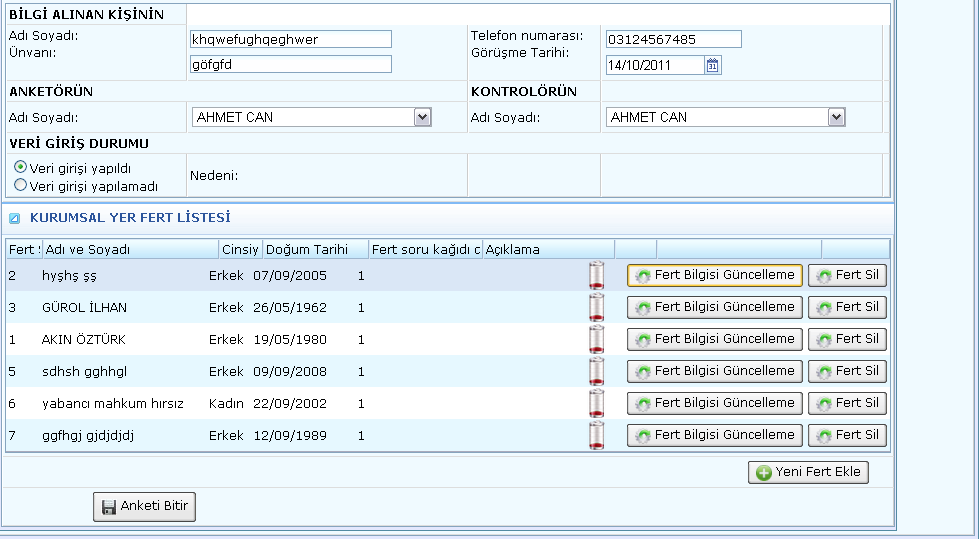 BİLGİ ALINAN KİŞİNİN
Adı Soyadı: khqwefughqeghwer Telefon numarası: 03124567485
Ünvanı: göfgfd Görüşme Tarihi: 14/10/2011
ANKETÖRÜN KONTROLÖRÜN
Adı Soyadı: AHMET CAN Adı Soyadı: AHMET CAN
VERİ GİRİŞ DURUMU
Veri girişi yapıldı
Veri girişi yapılamadı
Nedeni:
KURUMSAL YER FERT LİSTESİ
Fert Adı ve Soyadı Cinsiy Doğum Tarihi Fert soru kağıdı c Açıklama
2 hyşhş şş Erkek 07/09/2005 1 Fert Bilgisi Güncelleme Fert Sil
3 GÜROL İLHAN Erkek 26/05/1962 1 Fert Bilgisi Güncelleme Fert Sil
1 AKIN ÖZTÜRK Erkek 19/05/1980 1 Fert Bilgisi Güncelleme Fert Sil
5 sdhsh gghhgl Erkek 09/09/2008 1 Fert Bilgisi Güncelleme Fert Sil
6 yabancı mahkum hırsız Kadın 22/09/2002 1 Fert Bilgisi Güncelleme Fert Sil
7 ggfhgj gjdjdjdj Erkek 12/09/1989 1 Fert Bilgisi Güncelleme Fert Sil
Yeni Fert Ekle
Anketi Bitir